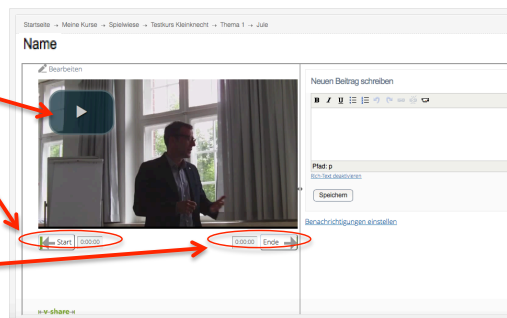 Startseite → Meine Kurse → Spielwiese → Testkurs Kleinknecht → Thema 1 → Jule
Name
Bearbeiten
Neuen Beitrag schreiben
B I U
Pfad: p
Rich-Text deaktivieren
Speichern
Benachrichtigungen einstellen
Start 0:00:00
0:00:00 Ende
v-share